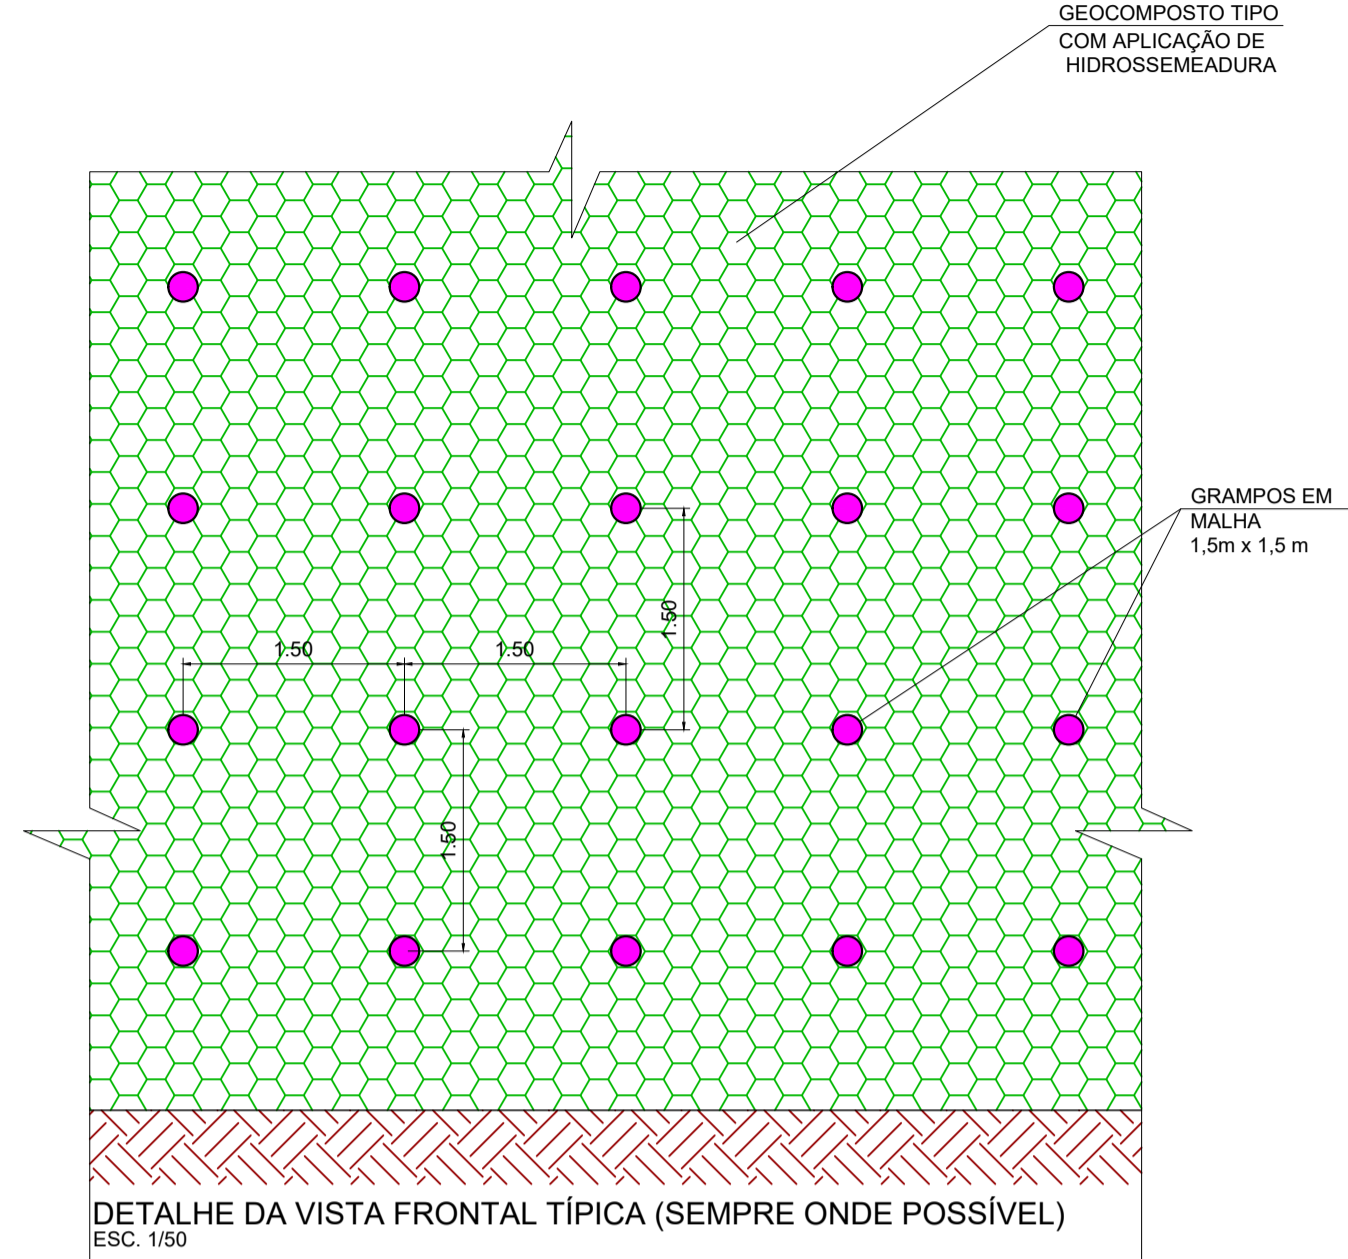 GEOCOMPOSTO TIPO
COM APLICAÇÃO DE
HIDROSSEMEADURA
GRAMPOS EM
MALHA
1,5m x 1,5 m
1.50
1.50
1.50
1.50
DETALHE DA VISTA FRONTAL TÍPICA (SEMPRE ONDE POSSÍVEL)
ESC. 1/50